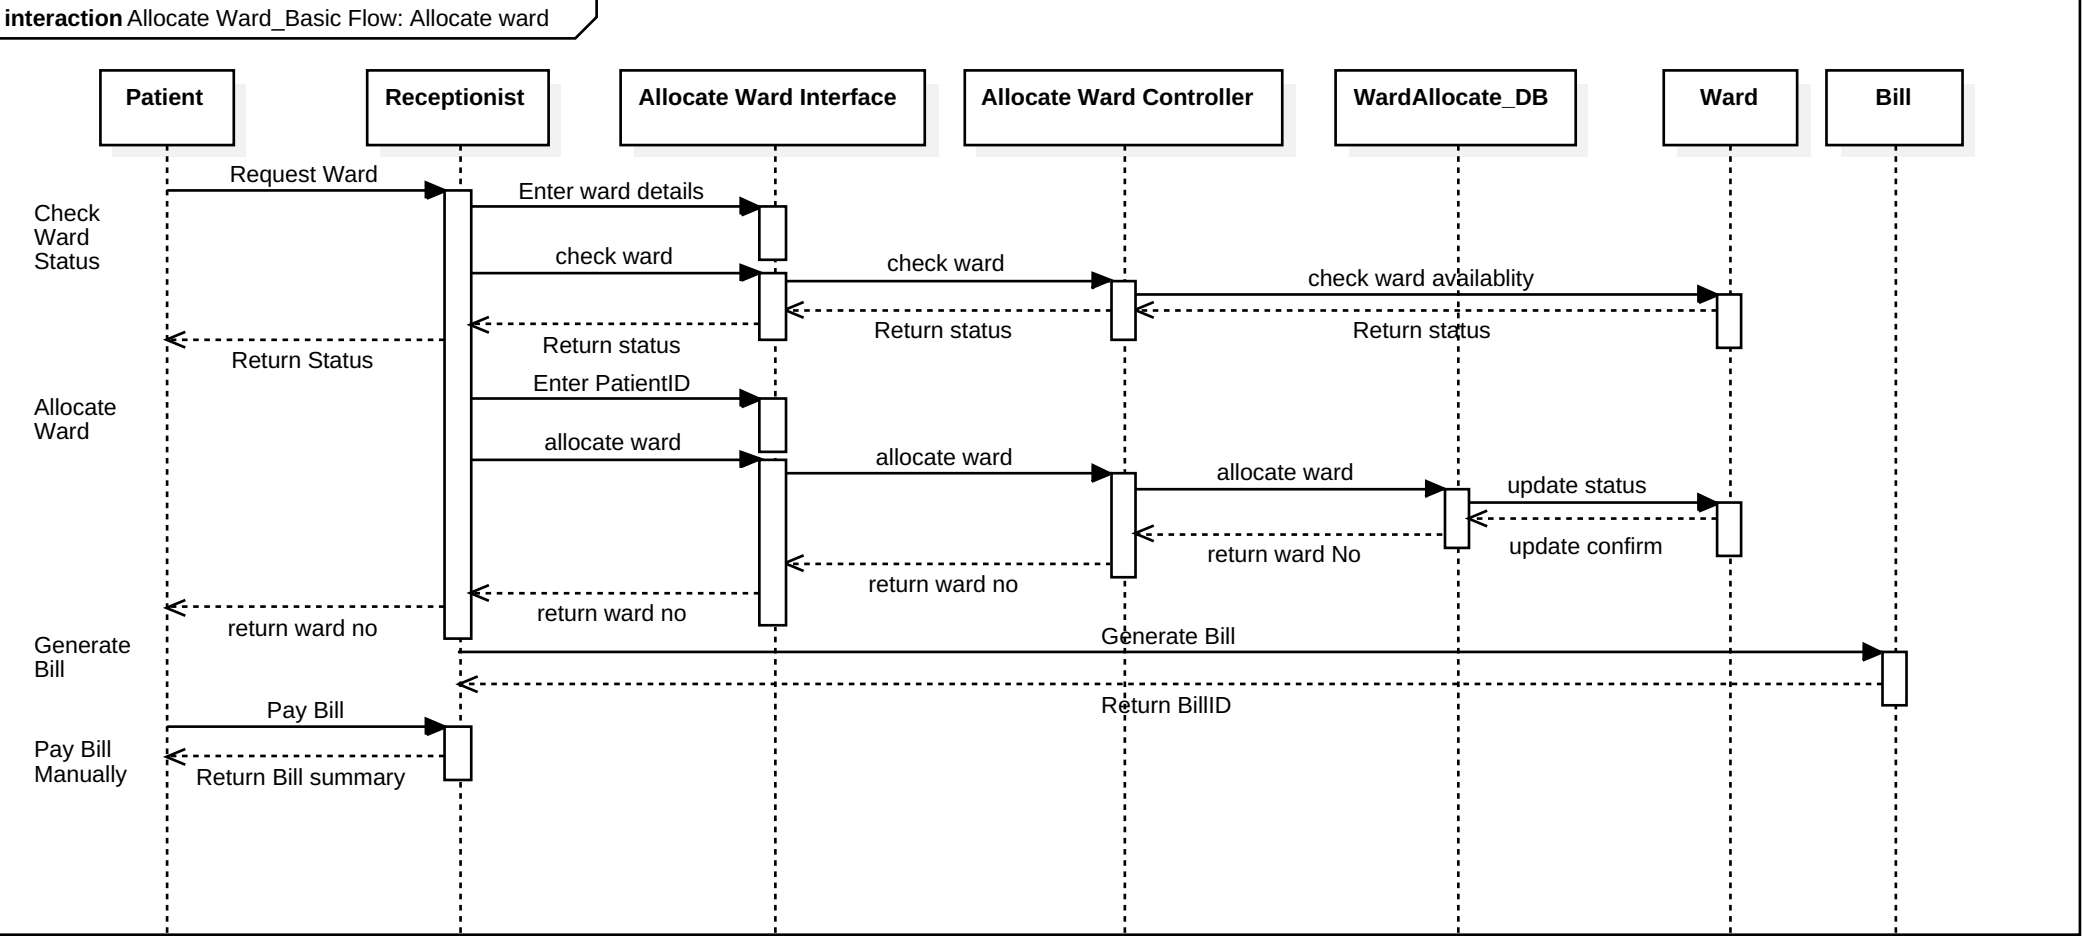 interaction Allocate Ward_Basic Flow: Allocate ward
Patient
Receptionist
Allocate Ward Interface
Allocate Ward Controller
WardAllocate_DB
Ward
Bill
Request Ward
Enter ward details
Check
Ward
Status
check ward
check ward
check ward availablity
Return status
Return status
Return status
Return Status
Enter PatientID
Allocate
Ward
allocate ward
allocate ward
allocate ward
update status
update confirm
return ward No
return ward no
return ward no
return ward no
Generate
Bill
Generate Bill
Return BillID
Pay Bill
Pay Bill
Manually
Return Bill summary